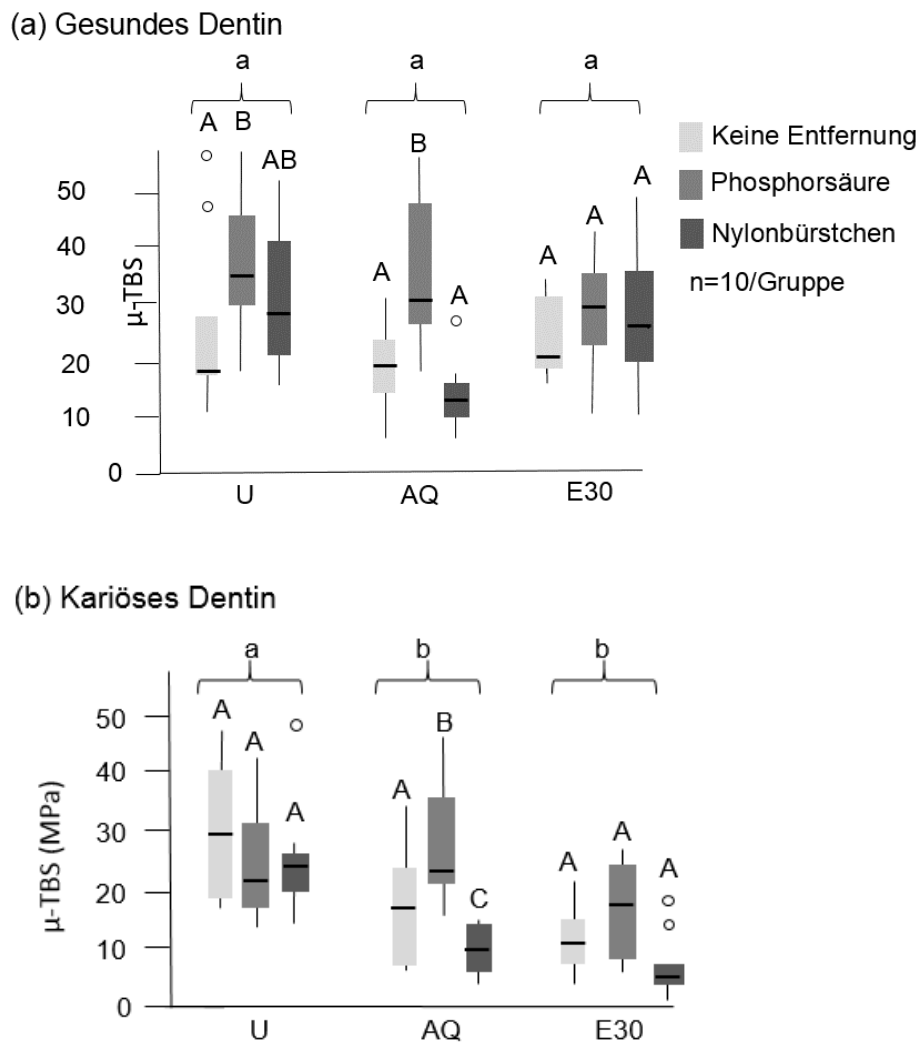 (a) Gesundes Dentin
a a a
A B AB
A B A
A A A
Keine Entfernung
Phosphorsäure
Nylonbürstchen
n=10/Gruppe
µ-TBS
50
40
30
20
10
0
U AQ E30
(b) Kariöses Dentin
a b b
A A A
A B C
A A A
µ-TBS (MPa)
50
40
30
20
10
0
U AQ E30